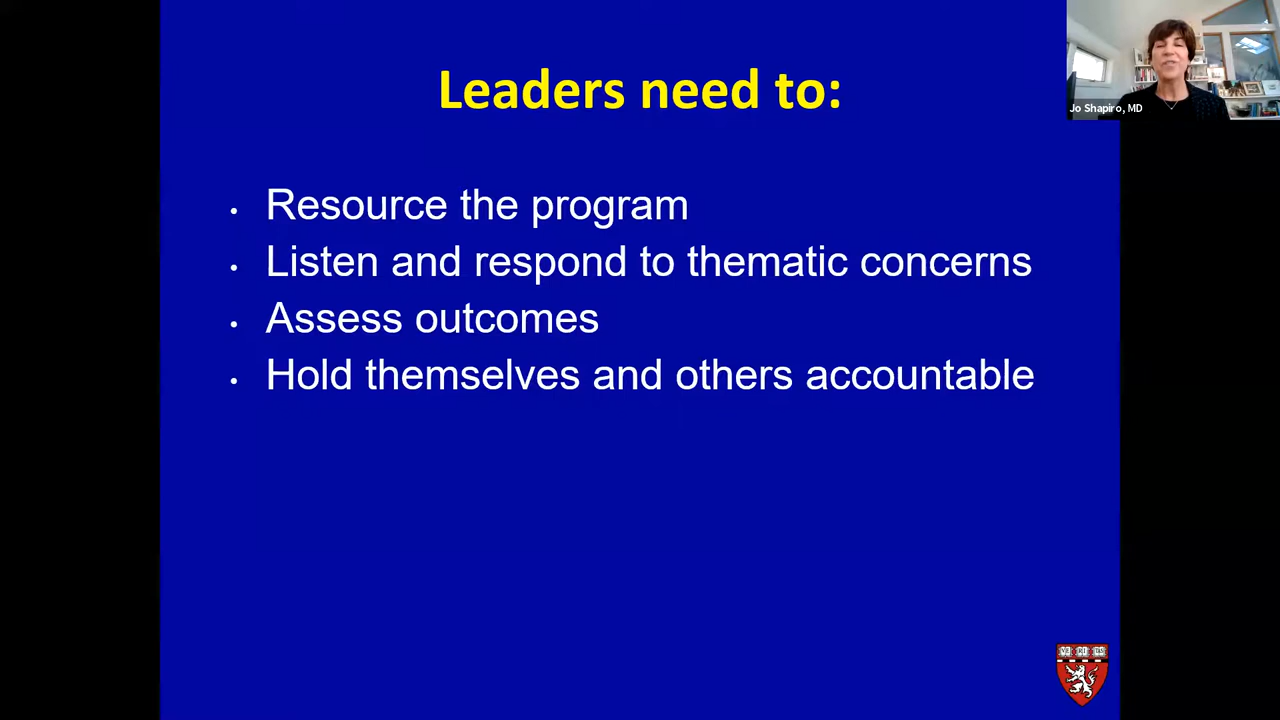 Leaders need to:
Jo Shapiro, MD
• Resource the program
• Listen and respond to thematic concerns
• Assess outcomes
• Hold themselves and others accountable